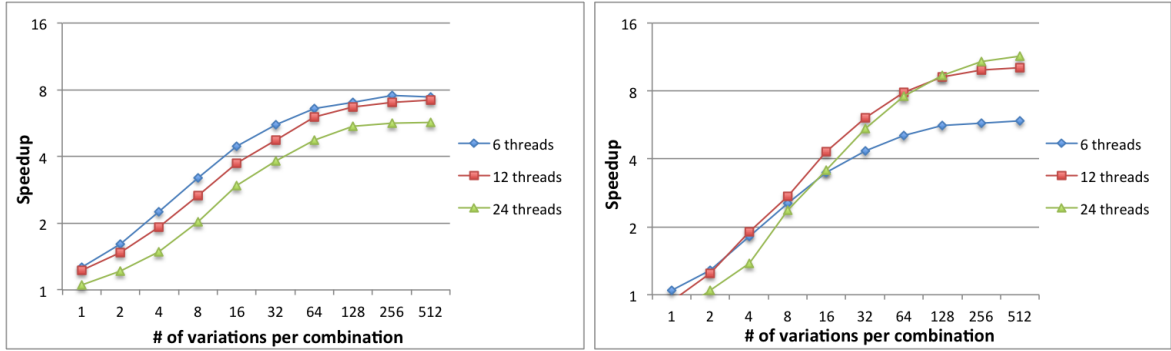 16
8
4
2
1
Speedup
1 2 4 8 16 32 64 128 256 512
# of variations per combination
6 threads
12 threads
24 threads
16
8
4
2
1
Speedup
1 2 4 8 16 32 64 128 256 512
# of variations per combination
6 threads
12 threads
24 threads